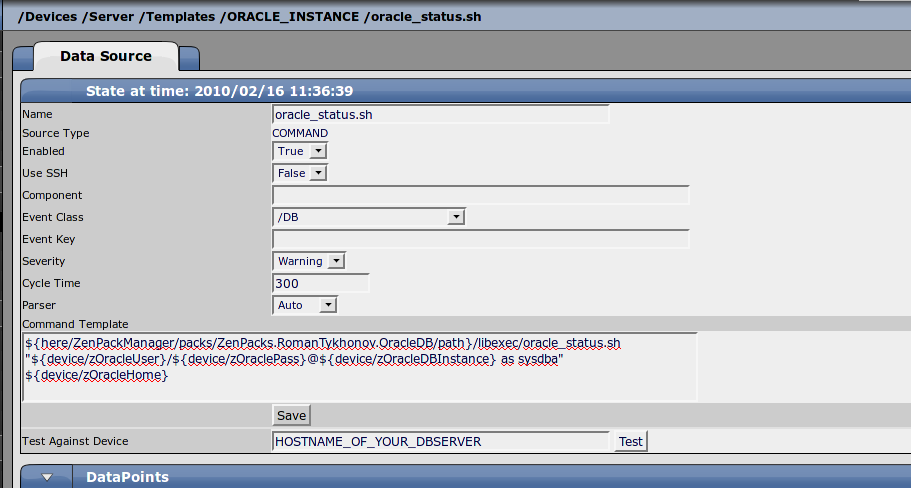 /Devices /Server /Templates /ORACLE_INSTANCE /oracle_status.sh
Data Source
State at time: 2010/02/16 11:36:39
Name oracle_status.sh
Source Type COMMAND
Enabled True
Use SSH False
Component
Event Class /DB
Event Key
Severity Warning
Cycle Time 300
Parser Auto
Command Template
${here/ZenPackManager/packs/ZenPacks.RomanTykhonov.OracleDB/path}/libexec/oracle_status.sh
"${device/zOracleUser}/${device/zOraclePass}@${device/zOracleDBInstance} as sysdba"
${device/zOracleHome}
Save
Test Against Device HOSTNAME_OF_YOUR_DBSERVER Test
DataPoints